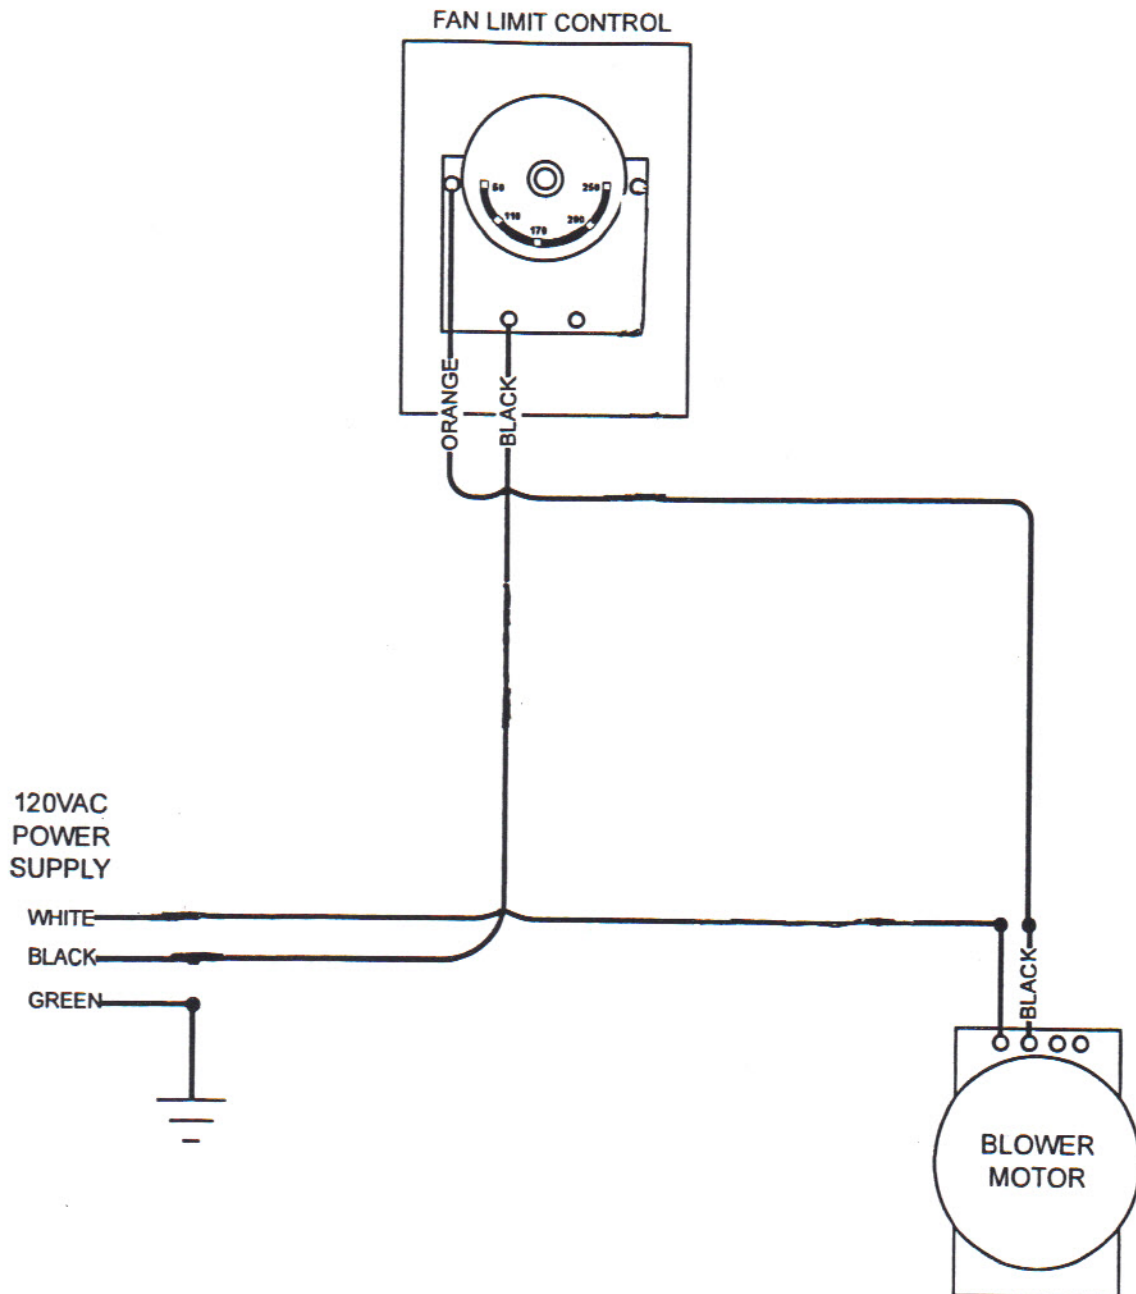 FAN LIMIT CONTROL
50
250
110
200
170
ORANGE
BLACK
120VAC
POWER
SUPPLY
WHITE
BLACK
GREEN
BLACK
BLOWER
MOTOR